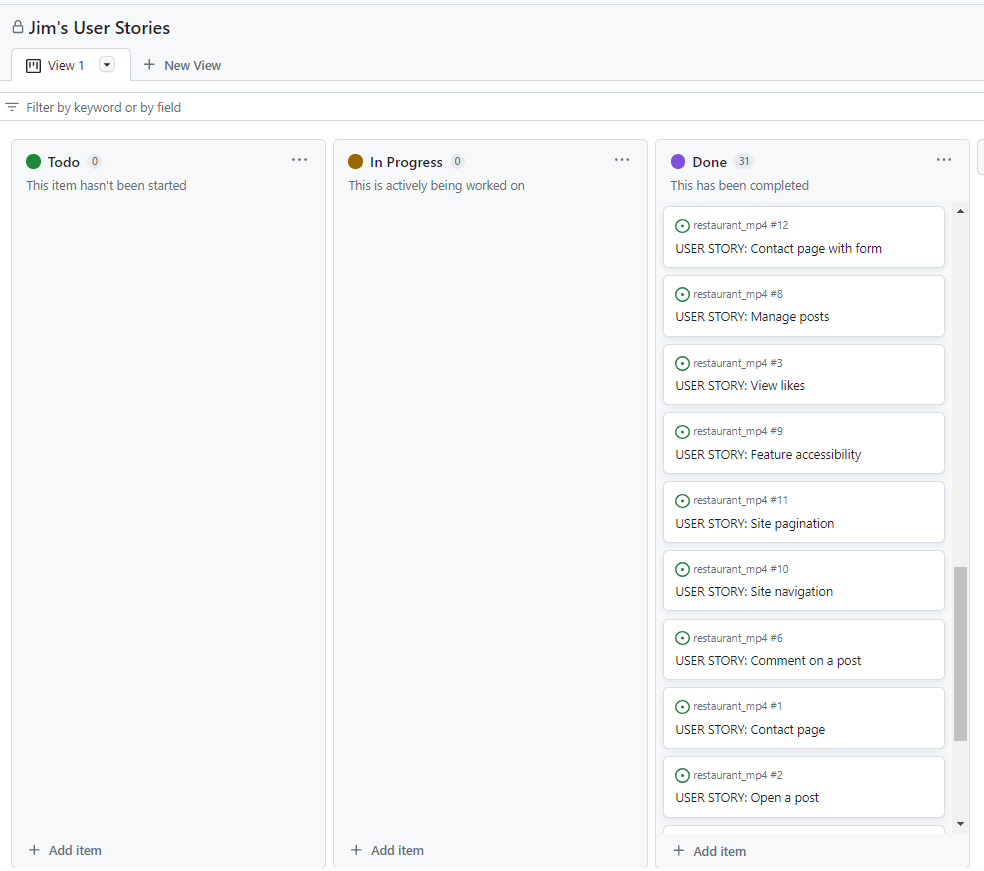 Jim's User Stories
View 1
New View
Filter by keyword or by field
Todo 0
This item hasn't been started
Add item
In Progress 0
This is actively being worked on
Add item
Done 31
This has been completed
restaurant_mp4 #12
USER STORY: Contact page with form
restaurant_mp4 #8
USER STORY: Manage posts
restaurant_mp4 #3
USER STORY: View likes
restaurant_mp4 #9
USER STORY: Feature accessibility
restaurant_mp4 #11
USER STORY: Site pagination
restaurant_mp4 #10
USER STORY: Site navigation
restaurant_mp4 #6
USER STORY: Comment on a post
restaurant_mp4 #1
USER STORY: Contact page
restaurant_mp4 #2
USER STORY: Open a post
Add item